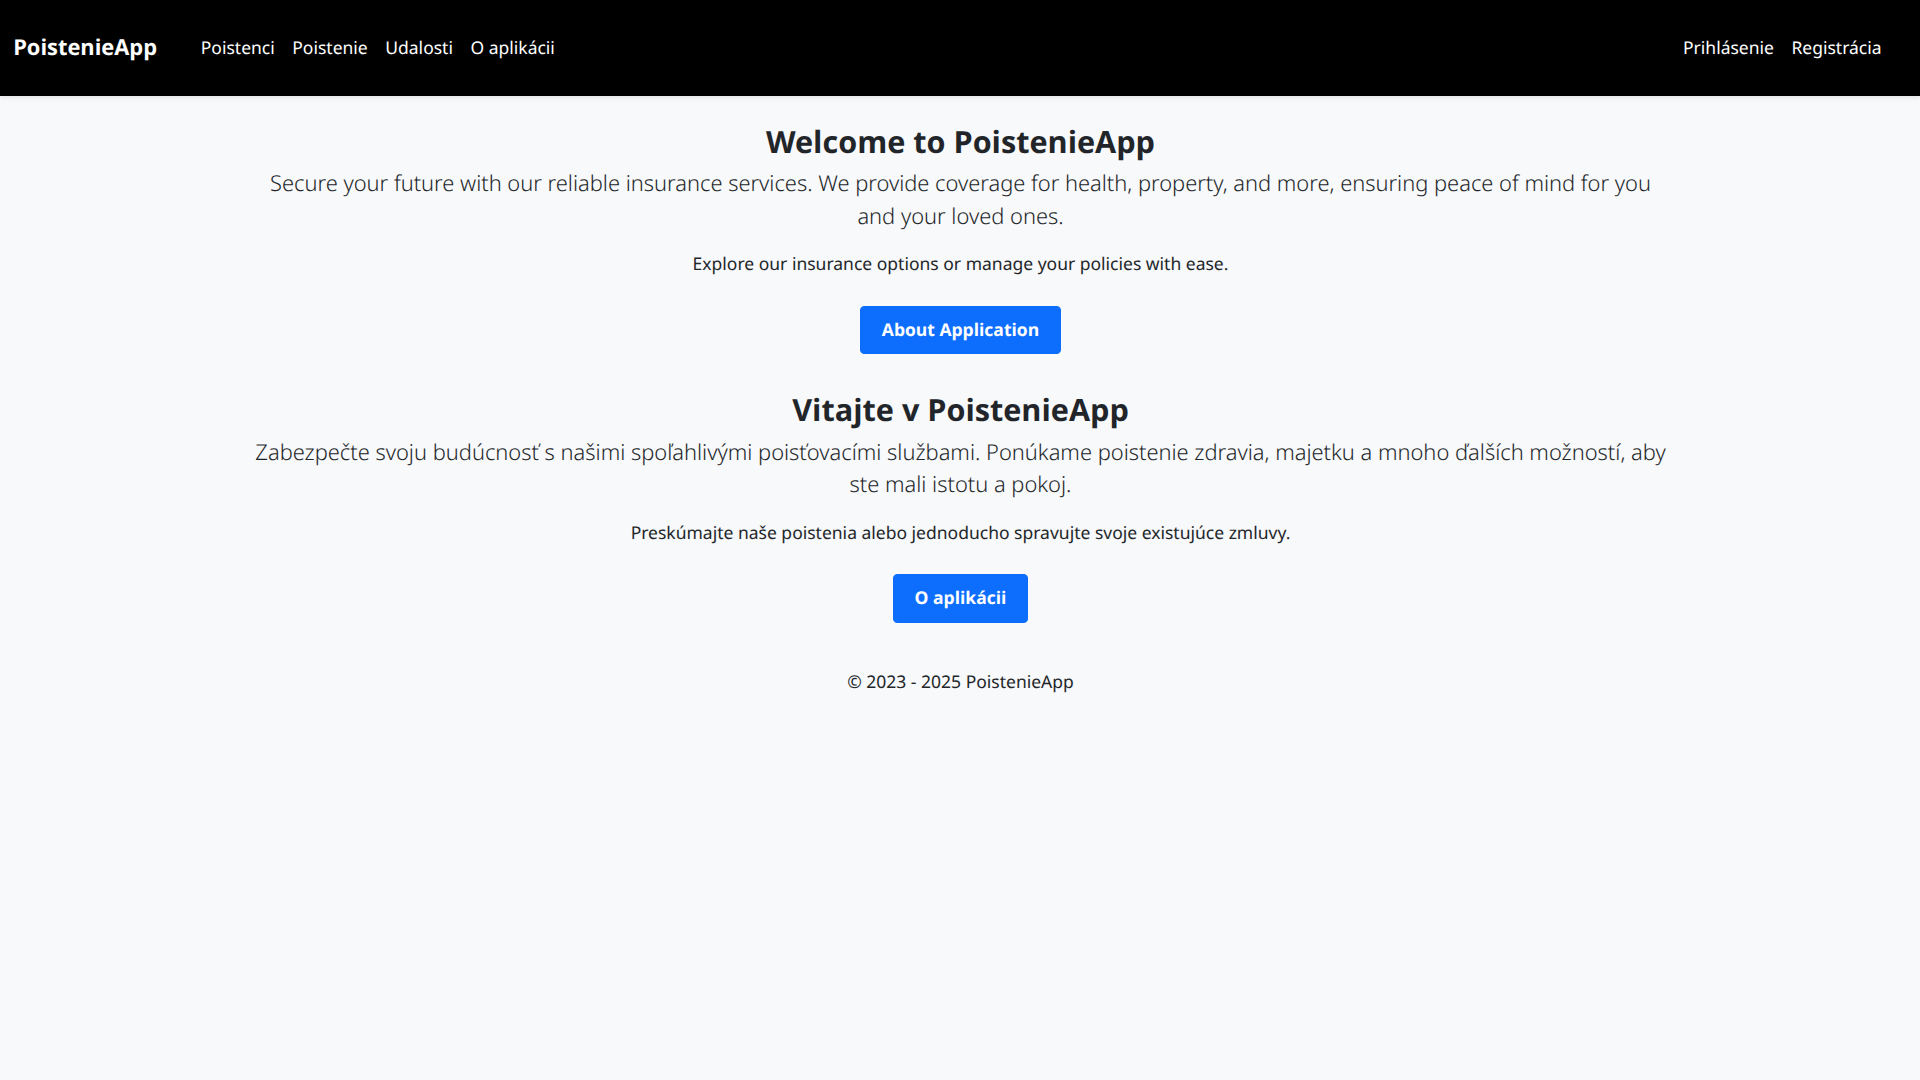 PoistenieApp Poistenci Poistenie Udalosti O aplikácii Prihlásenie Registrácia
Welcome to PoistenieApp
Secure your future with our reliable insurance services. We provide coverage for health, property, and more, ensuring peace of mind for you
and your loved ones.
Explore our insurance options or manage your policies with ease.
About Application
Vitajte v PoistenieApp
Zabezpečte svoju budúcnosť s našimi spoľahlivými poisťovacími službami. Ponúkame poistenie zdravia, majetku a mnoho ďalších možností, aby
ste mali istotu a pokoj.
Preskúmajte naše poistenia alebo jednoducho spravujte svoje existujúce zmluvy.
O aplikácii
© 2023 - 2025 PoistenieApp